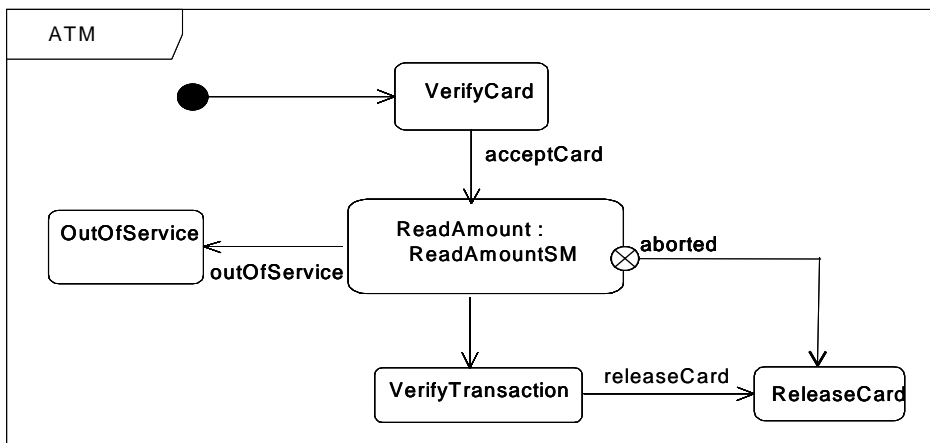 ATM
VerifyCard
acceptCard
ReadAmount :
ReadAmountSM
OutOfService
outOfService
aborted
VerifyTransaction
releaseCard
ReleaseCard